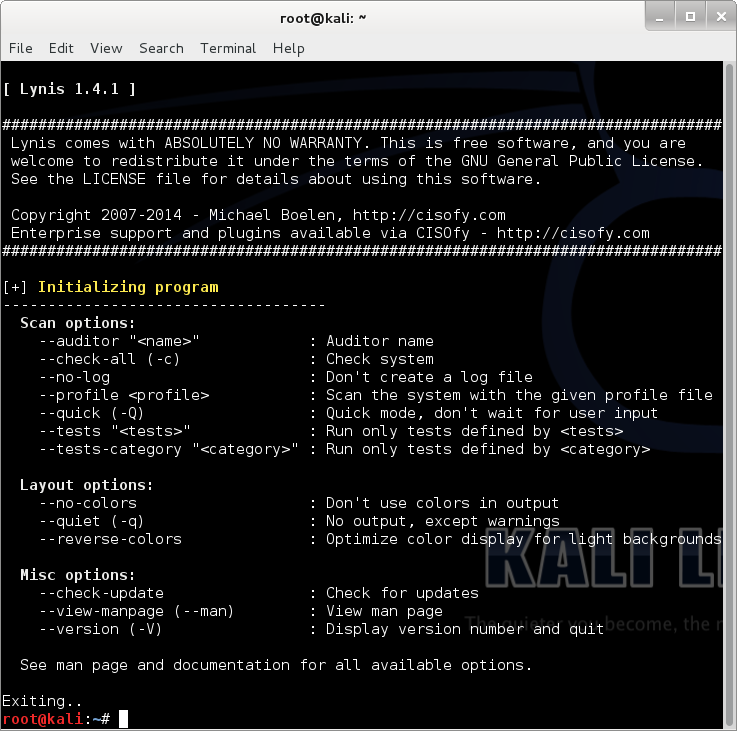 root@kali: ~
File Edit View Search Terminal Help
[ Lynis 1.4.1 ]
################################################################################
Lynis comes with ABSOLUTELY NO WARRANTY. This is free software, and you are
welcome to redistribute it under the terms of the GNU General Public License.
See the LICENSE file for details about using this software.
Copyright 2007-2014 - Michael Boelen, http://cisofy.com
Enterprise support and plugins available via CISOfy - http://cisofy.com
################################################################################
[+] Initializing program
------------------------------------
Scan options:
--auditor "<name>" : Auditor name
--check-all (-c) : Check system
--no-log : Don't create a log file
--profile <profile> : Scan the system with the given profile file
--quick (-Q) : Quick mode, don't wait for user input
--tests "<tests>" : Run only tests defined by <tests>
--tests-category "<category>" : Run only tests defined by <category>
Layout options:
--no-colors : Don't use colors in output
--quiet (-q) : No output, except warnings
--reverse-colors : Optimize color display for light backgrounds
KALI LI
Misc options:
--check-update : Check for updates
--view-manpage (--man) : View man page
--version (-V) : Display version number and quit
The quieter you become, the
See man page and documentation for all available options.
Exiting..
root@kali:~#